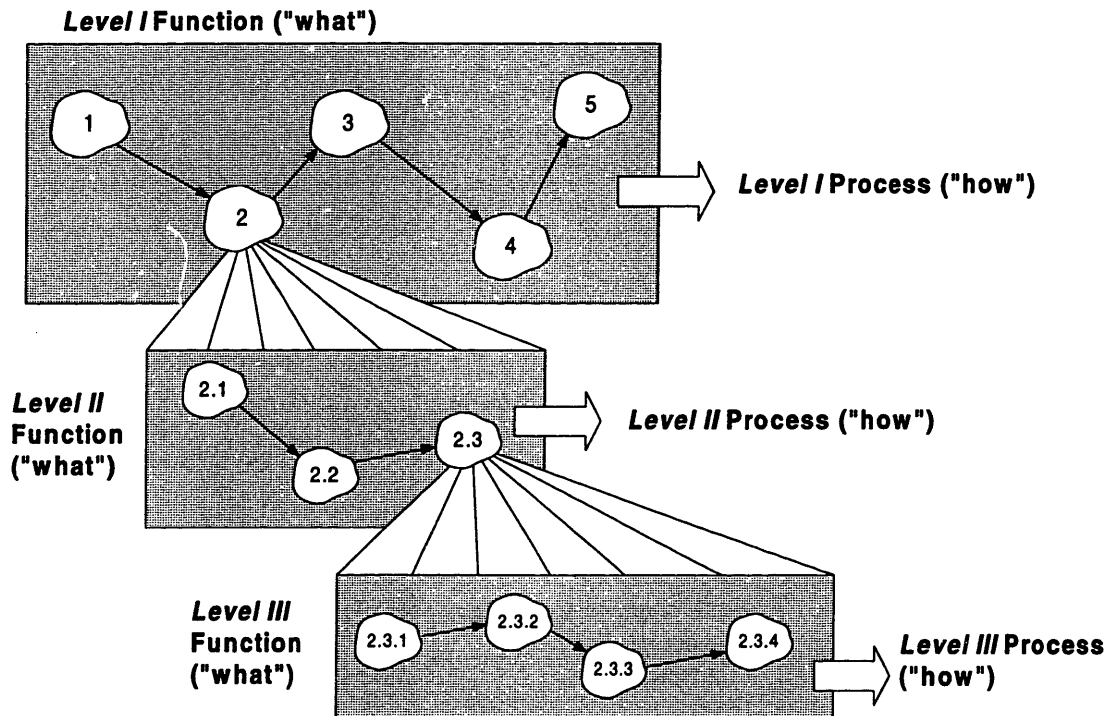 Level I Function ("what")
1
2
3
4
5
Level I Process ("how")
Level II
Function
("what")
2.1
2.2
2.3
Level II Process ("how")
Level III
Function
("what")
2.3.1
2.3.2
2.3.3
2.3.4
Level III Process
("how")